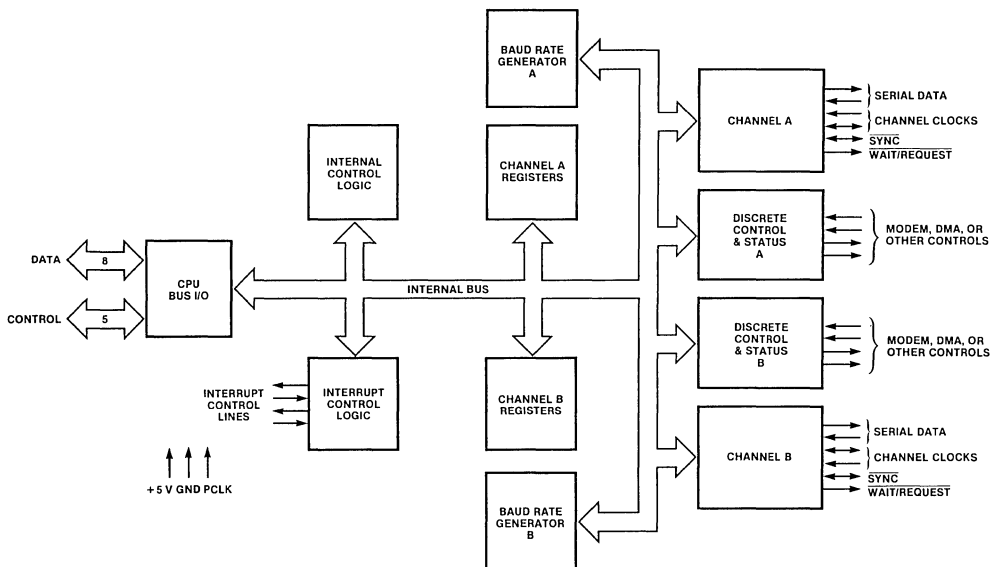 BAUD RATE
GENERATOR
A
CHANNEL A
SERIAL DATA
CHANNEL CLOCKS
SYNC
WAIT/REQUEST
INTERNAL
CONTROL
LOGIC
CHANNEL A
REGISTERS
DISCRETE
CONTROL
& STATUS
A
MODEM, DMA, OR
OTHER CONTROLS
DATA
8
CPU
BUS I/O
CONTROL
5
INTERNAL BUS
DISCRETE
CONTROL
& STATUS
B
MODEM, DMA, OR
OTHER CONTROLS
INTERRUPT
CONTROL
LINES
INTERRUPT
CONTROL
LOGIC
CHANNEL B
REGISTERS
CHANNEL B
SERIAL DATA
CHANNEL CLOCKS
SYNC
WAIT/REQUEST
+5 V GND PCLK
BAUD RATE
GENERATOR
B